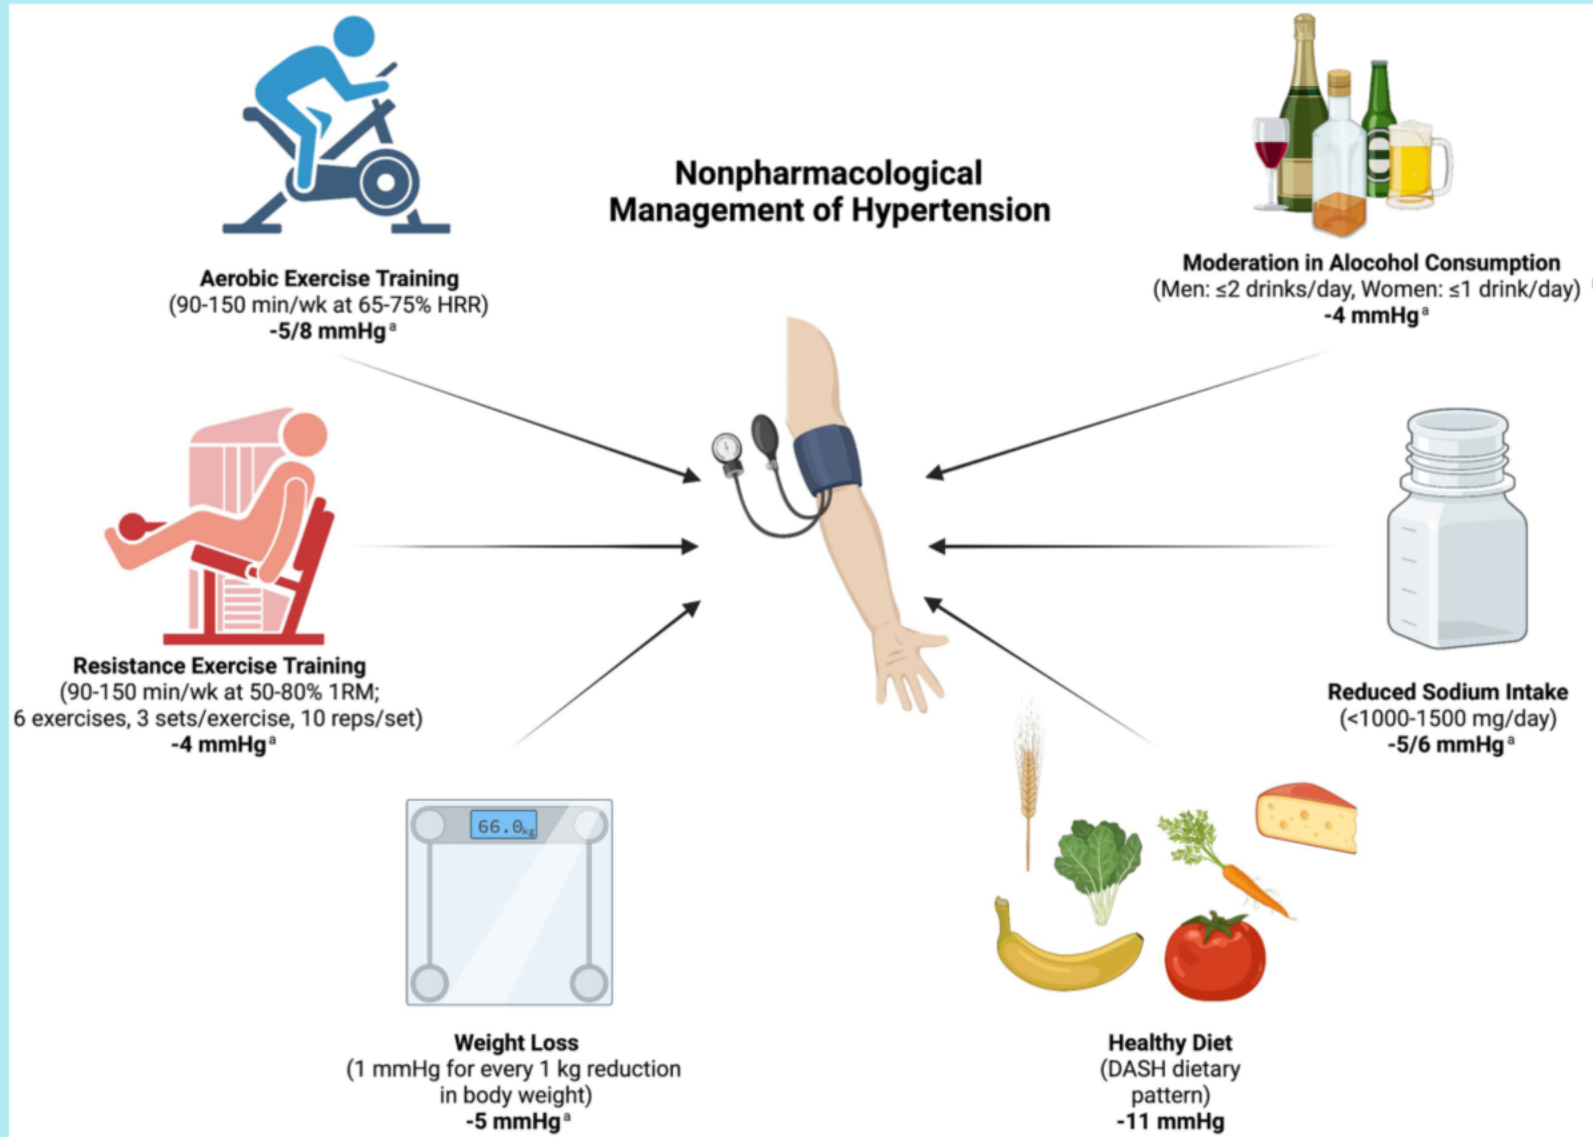 Nonpharmacological
Management of Hypertension
Aerobic Exercise Training
(90-150 min/wk at 65-75% HRR)
-5/8 mmHg a
Moderation in Alocohol Consumption
(Men: ≤2 drinks/day, Women: ≤1 drink/day)
-4 mmHg a
Resistance Exercise Training
(90-150 min/wk at 50-80% 1RM;
6 exercises, 3 sets/exercise, 10 reps/set)
-4 mmHg a
Reduced Sodium Intake
(<1000-1500 mg/day)
-5/6 mmHg a
66.0kg
Weight Loss
(1 mmHg for every 1 kg reduction
in body weight)
-5 mmHg a
Healthy Diet
(DASH dietary
pattern)
-11 mmHg